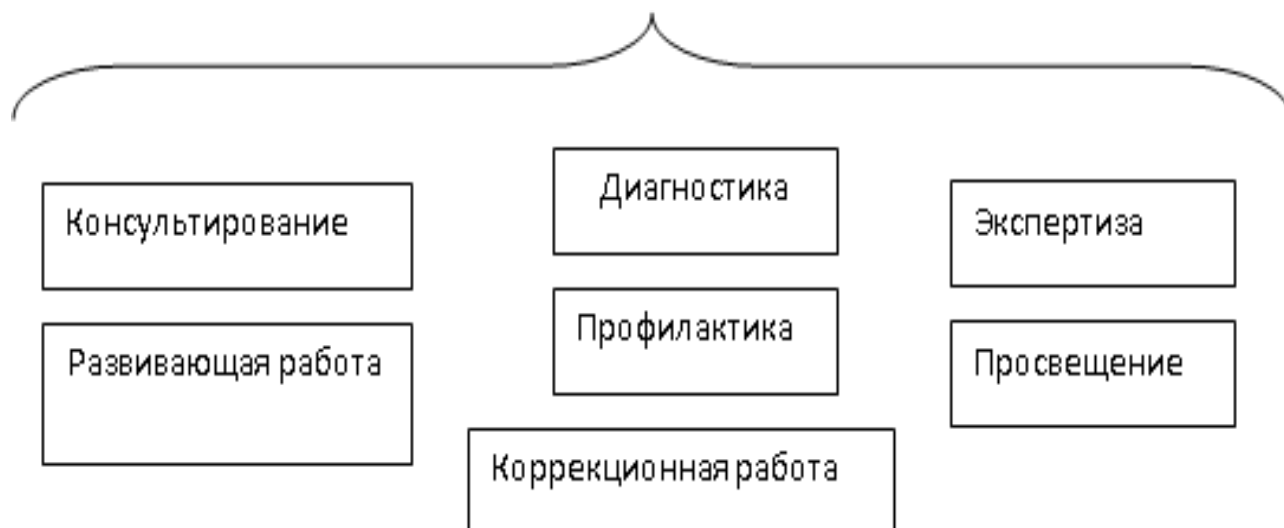 Консультирование
Диагностика
Экспертиза
Развивающая работа
Профилактика
Просвещение
Коррекционная работа